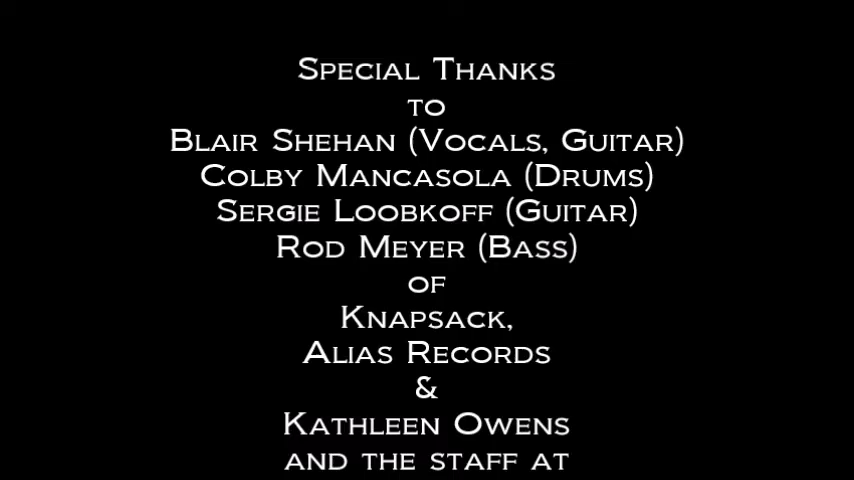 Special Thanks
to
Blair Shehan (Vocals, Guitar)
Colby Mancasola (Drums)
Sergie Loobkoff (Guitar)
Rod Meyer (Bass)
of
Knapsack,
Alias Records
&
Kathleen Owens
and the staff at